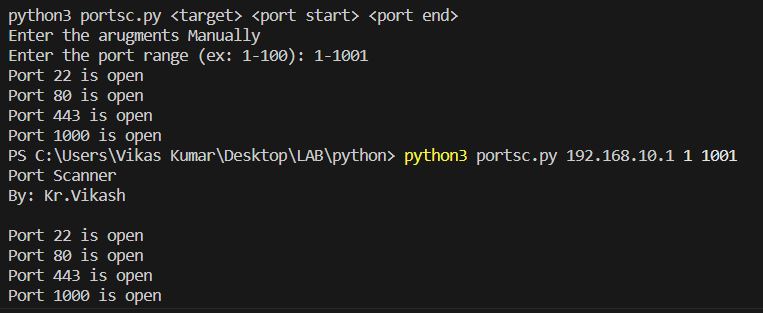 python3 portsc.py <target> <port start> <port end>
Enter the arugments Manually
Enter the port range (ex: 1-100): 1-1001
Port 22 is open
Port 80 is open
Port 443 is open
Port 1000 is open
PS C:\Users\Vikas Kumar\Desktop\LAB\python> python3 portsc.py 192.168.10.1 1 1001
Port Scanner
By: Kr.Vikash
Port 22 is open
Port 80 is open
Port 443 is open
Port 1000 is open